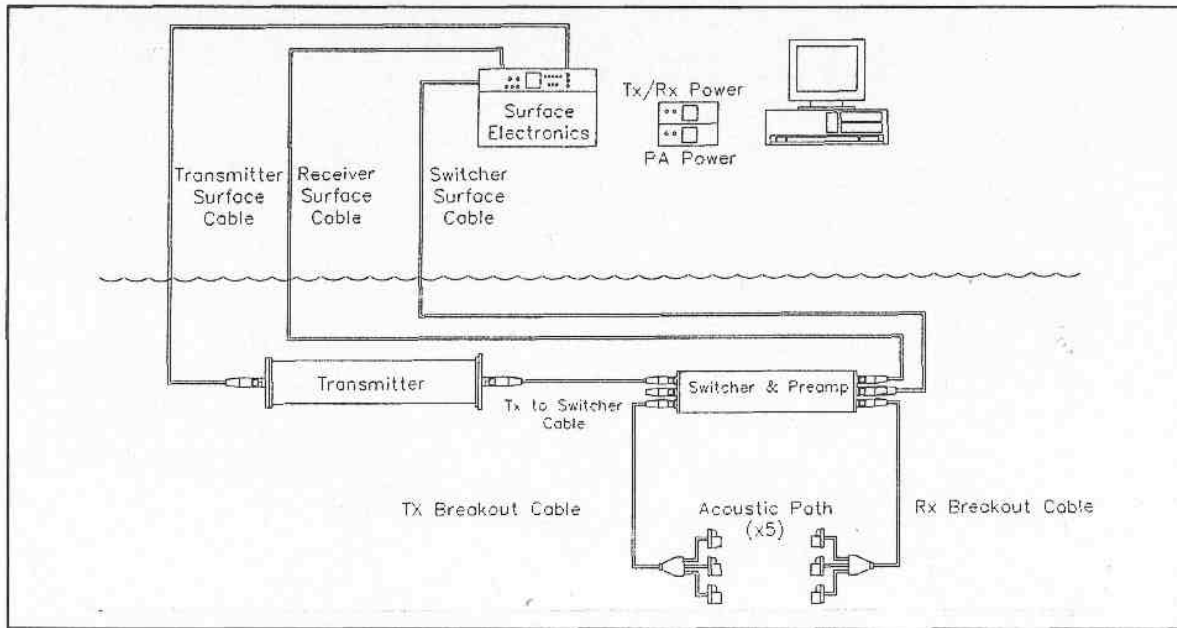 Surface
Electronics
Tx/Rx Power
PA Power
Transmitter
Surface
Cable
Receiver
Surface
Cable
Switcher
Surface
Cable
Transmitter
Tx to Switcher
Cable
Switcher & Preamp
TX Breakout Cable
Acoustic Path
(x5)
Rx Breakout Cable